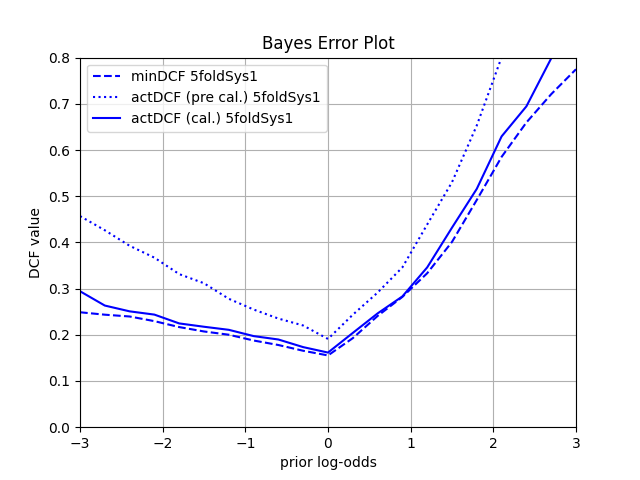 Bayes Error Plot
minDCF 5foldSys1
actDCF (pre cal.) 5foldSys1
actDCF (cal.) 5foldSys1
DCF value
0.8
0.7
0.6
0.5
0.4
0.3
0.2
0.1
0.0
−3 −2 −1 0 1 2 3
prior log-odds